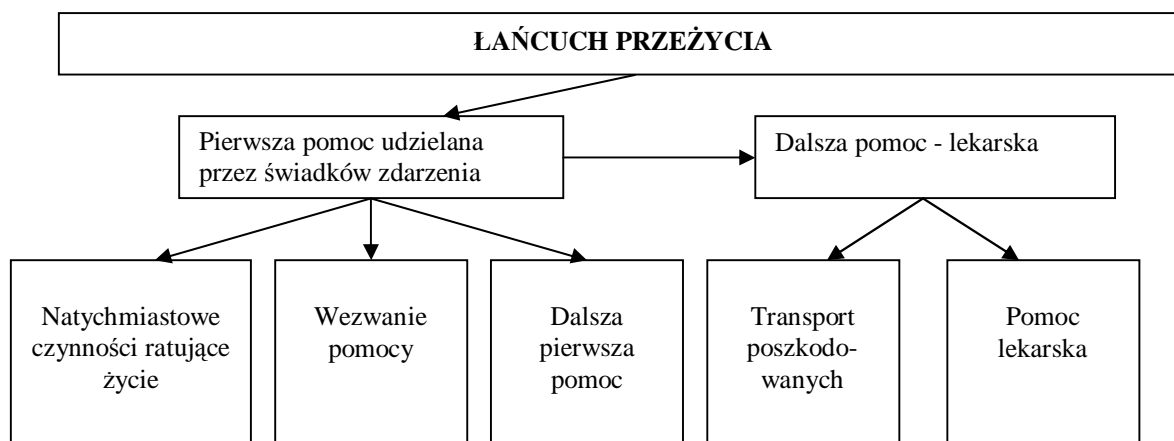 ŁAŃCUCH PRZEŻYCIA
Pierwsza pomoc udzielana
przez świadków zdarzenia
Dalsza pomoc - lekarska
Natychmiastowe
czynności ratujące
życie
Wezwanie
pomocy
Dalsza
pierwsza
pomoc
Transport
poszkodo-
wanych
Pomoc
lekarska